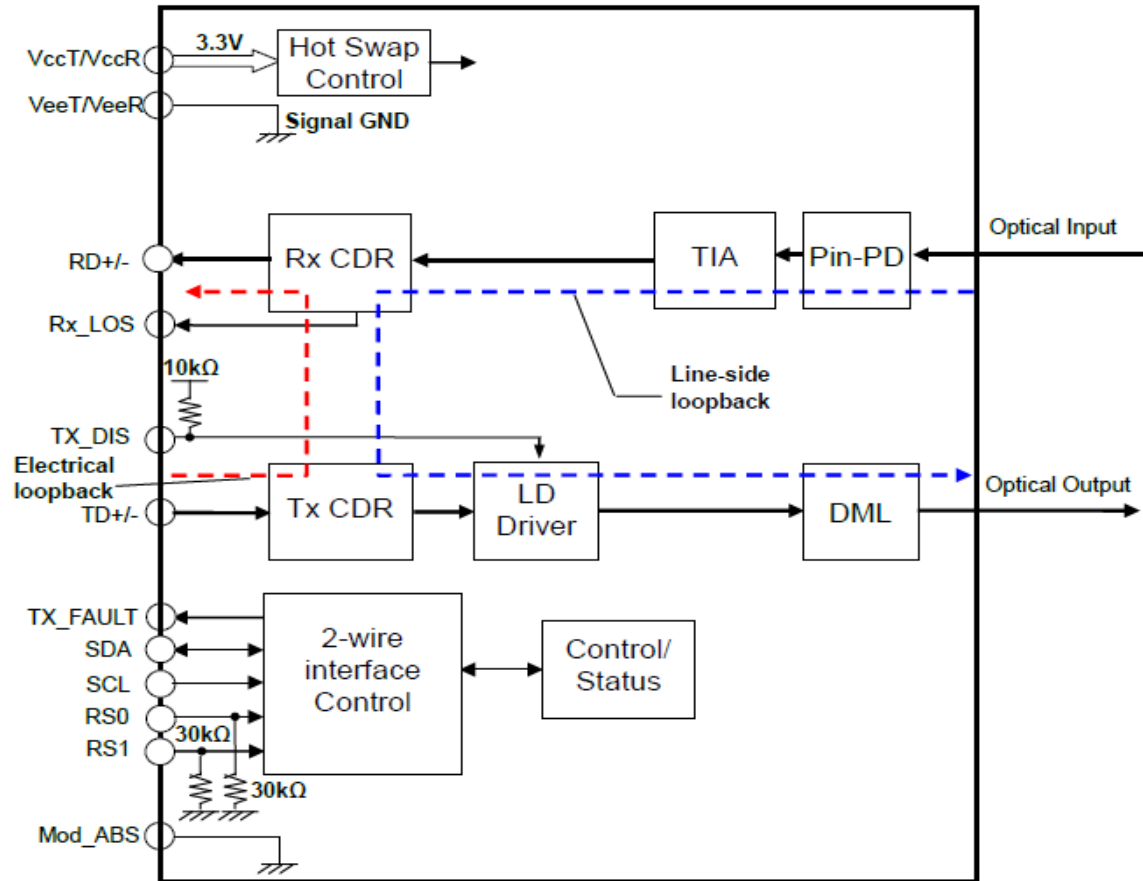 VccT/VccR
3.3V
Hot Swap
Control
VeeT/VeeR
Signal GND
Optical Input
RD+/-
Rx CDR
TIA
Pin-PD
Rx_LOS
10kΩ
Line-side
loopback
TX_DIS
Electrical
loopback
TD+/-
Tx CDR
LD
Driver
DML
Optical Output
TX_FAULT
SDA
SCL
RS0
RS1
2-wire
interface
Control
Control/
Status
30kΩ
30kΩ
Mod_ABS